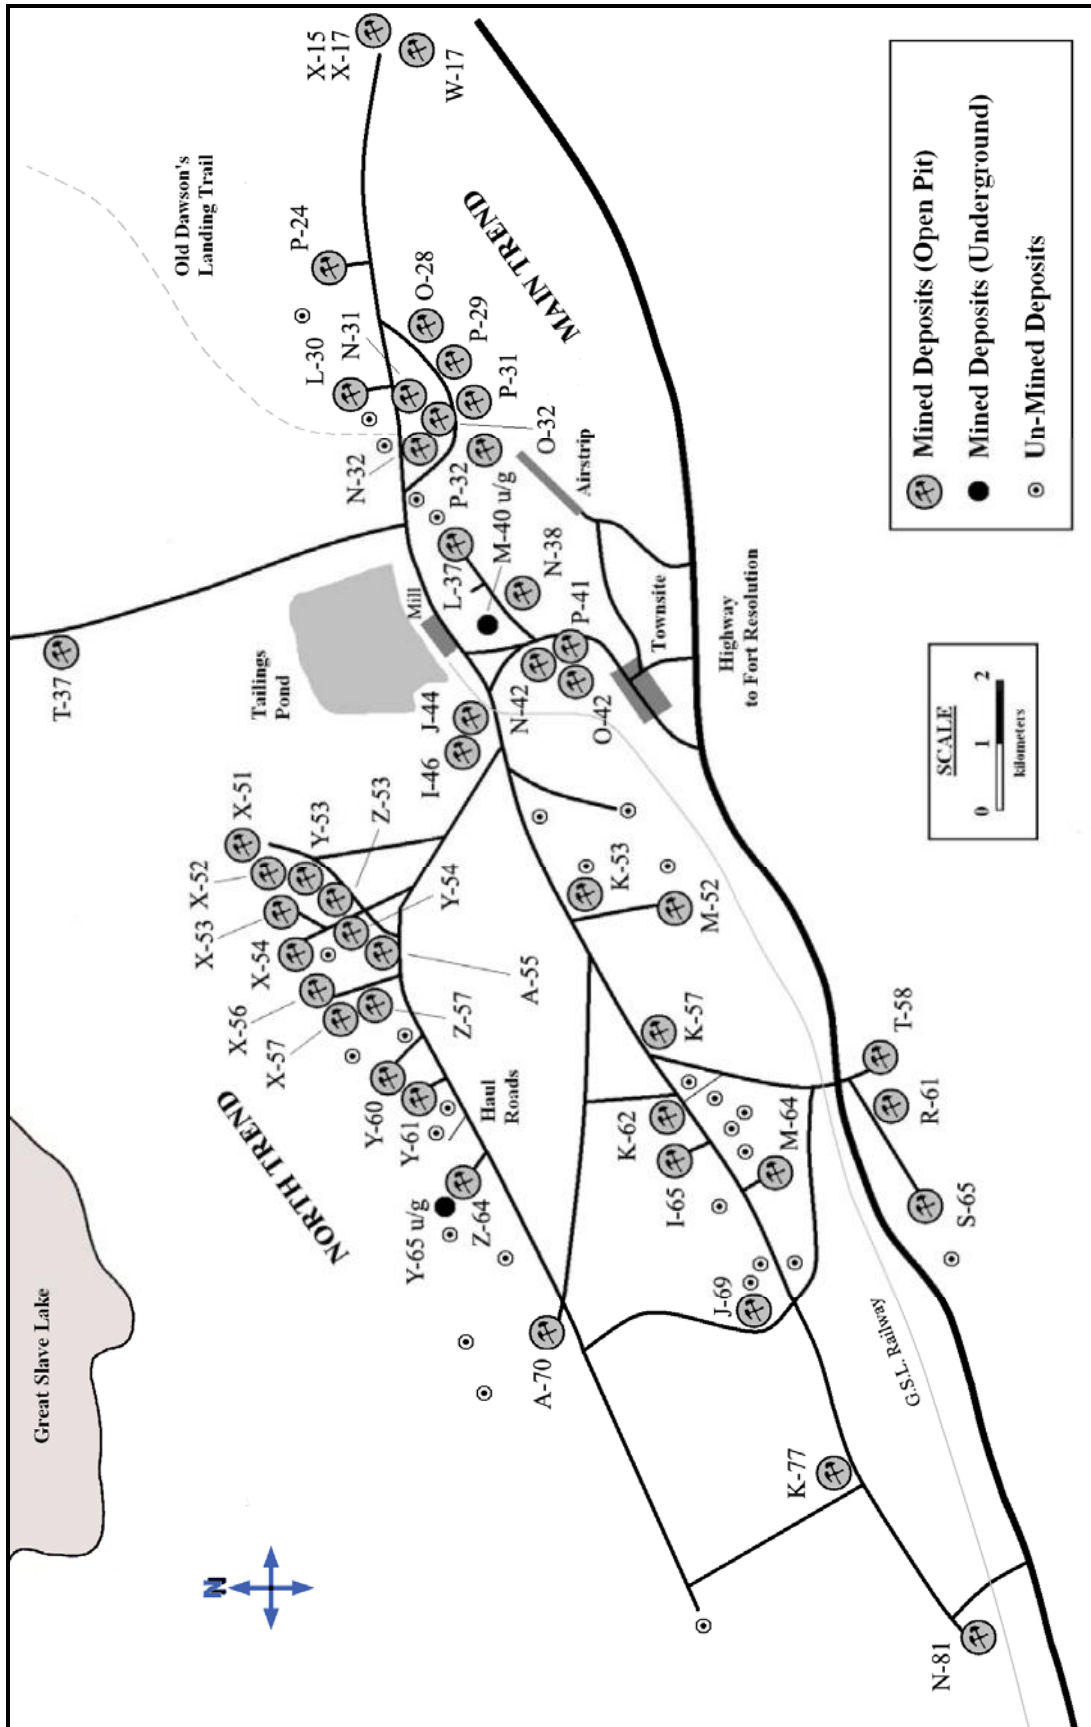 Great Slave Lake
N
T-37
Tailings
Pond
Old Dawson's
Landing Trail
X-15
X-17
W-17
P-24
L-30
N-31
O-28
P-29
P-31
O-32
N-32
P-32
MAIN TREND
Airstrip
M-40 u/g
L-37
N-38
Mill
P-41
N-42
O-42
Townsite
Highway
to Fort Resolution
J-44
I-46
X-51
X-52
Y-53
Z-53
X-53
X-54
Y-54
A-55
X-56
X-57
Z-57
NORTH TREND
Y-60
Y-61
Haul
Roads
Y-65 u/g
Z-64
A-70
K-53
M-52
K-57
T-58
R-61
S-65
K-62
I-65
M-64
J-69
G.S.L. Railway
K-77
N-81
SCALE
0 1 2
kilometers
Mined Deposits (Open Pit)
Mined Deposits (Underground)
Un-Mined Deposits